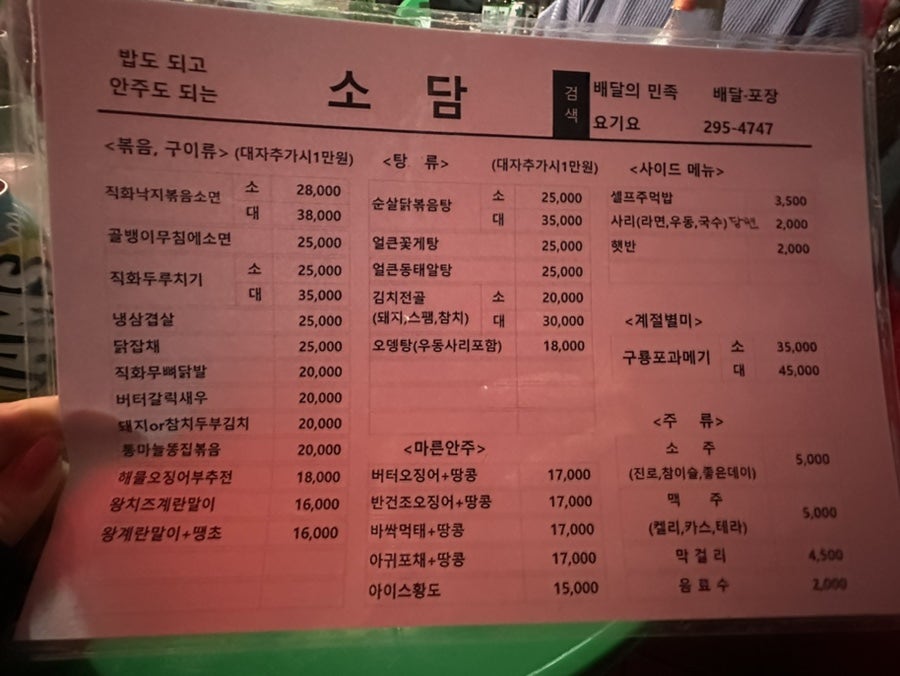 밥도 되고
안주도 되는
소 담
검색
배달의 민족 배달·포장
요기요 295-4747
<볶음, 구이류> (대자추가시1만원)
직화낙지볶음소면 소 28,000
대 38,000
골뱅이무침에소면 25,000
직화두루치기 소 25,000
대 35,000
냉삼겹살 25,000
닭잡채 25,000
직화무뼈닭발 20,000
버터갈릭새우 20,000
돼지or참치두부김치 20,000
통마늘똥집볶음 20,000
해물오징어부추전 18,000
왕치즈계란말이 16,000
왕계란말이+땡초 16,000
<탕 류> (대자추가시1만원)
순살닭볶음탕 소 25,000
대 35,000
얼큰꽃게탕 25,000
얼큰동태알탕 25,000
김치전골 소 20,000
(돼지,스팸,참치) 대 30,000
오뎅탕(우동사리포함) 18,000
<마른안주>
버터오징어+땅콩 17,000
반건조오징어+땅콩 17,000
바싹먹태+땅콩 17,000
아귀포채+땅콩 17,000
아이스황도 15,000
<사이드 메뉴>
셀프주먹밥 3,500
사리(라면,우동,국수) 당면 2,000
햇반 2,000
<계절별미>
구룡포과메기 소 35,000
대 45,000
<주 류>
소 주 5,000
(진로,참이슬,좋은데이)
맥 주 5,000
(켈리,카스,테라)
막 걸 리 4,500
음 료 수 2,000